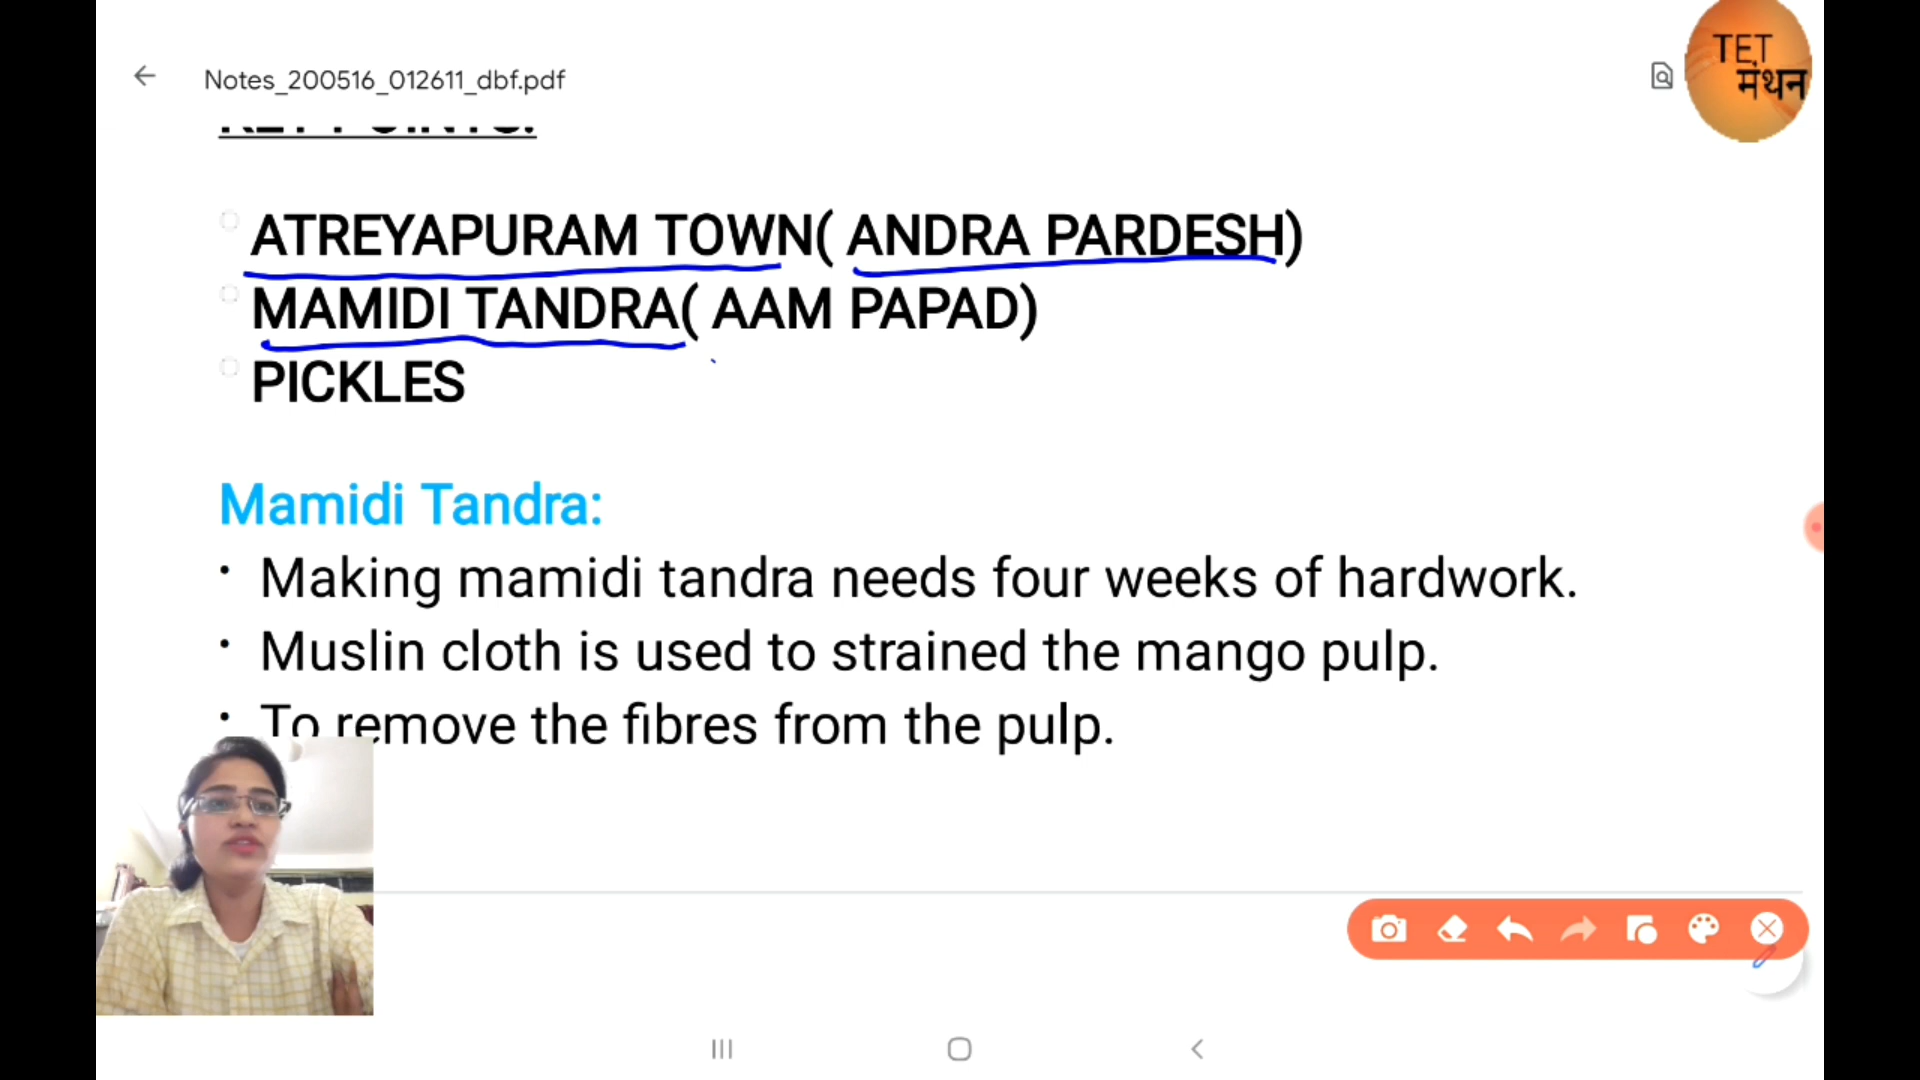 Notes_200516_012611_dbf.pdf
TET
मंथन
KEY POINTS:
ATREYAPURAM TOWN( ANDRA PARDESH)
MAMIDI TANDRA( AAM PAPAD)
PICKLES
Mamidi Tandra:
• Making mamidi tandra needs four weeks of hardwork.
• Muslin cloth is used to strained the mango pulp.
• To remove the fibres from the pulp.